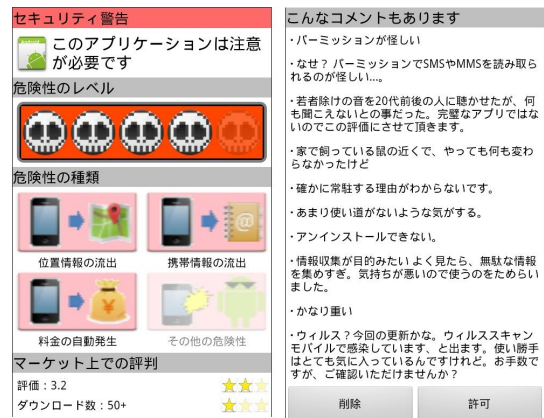 セキュリティ警告
このアプリケーションは注意
が必要です
危険性のレベル
危険性の種類
位置情報の流出
携帯情報の流出
料金の自動発生
その他の危険性
マーケット上での評判
評価：3.2
ダウンロード数：50+
こんなコメントもあります
・パーミッションが怪しい
・なぜ？ パーミッションでSMSやMMSを読み取ら
れるのが怪しい…。
・若者除けの音を20代前後の人に聴かせたが、何
も聞こえないとの事だった。完璧なアプリではな
いのでこの評価にさせて頂きます。
・家で飼っている鼠の近くで、やっても何も変わ
らなかったけど
・確かに常駐する理由がわからないです。
・あまり使い道がないような気がする。
・アンインストールできない。
・情報収集が目的みたい よく見たら、無駄な情報
を集めすぎ。気持ちが悪いので使うのをためらい
ました。
・かなり重い
・ウィルス？今回の更新かな。ウィルススキャン
モバイルで感染しています、と出ます。使い勝手
はとても気に入っているんですけれど。お手数で
すが、ご確認いただけませんか？
削除
許可